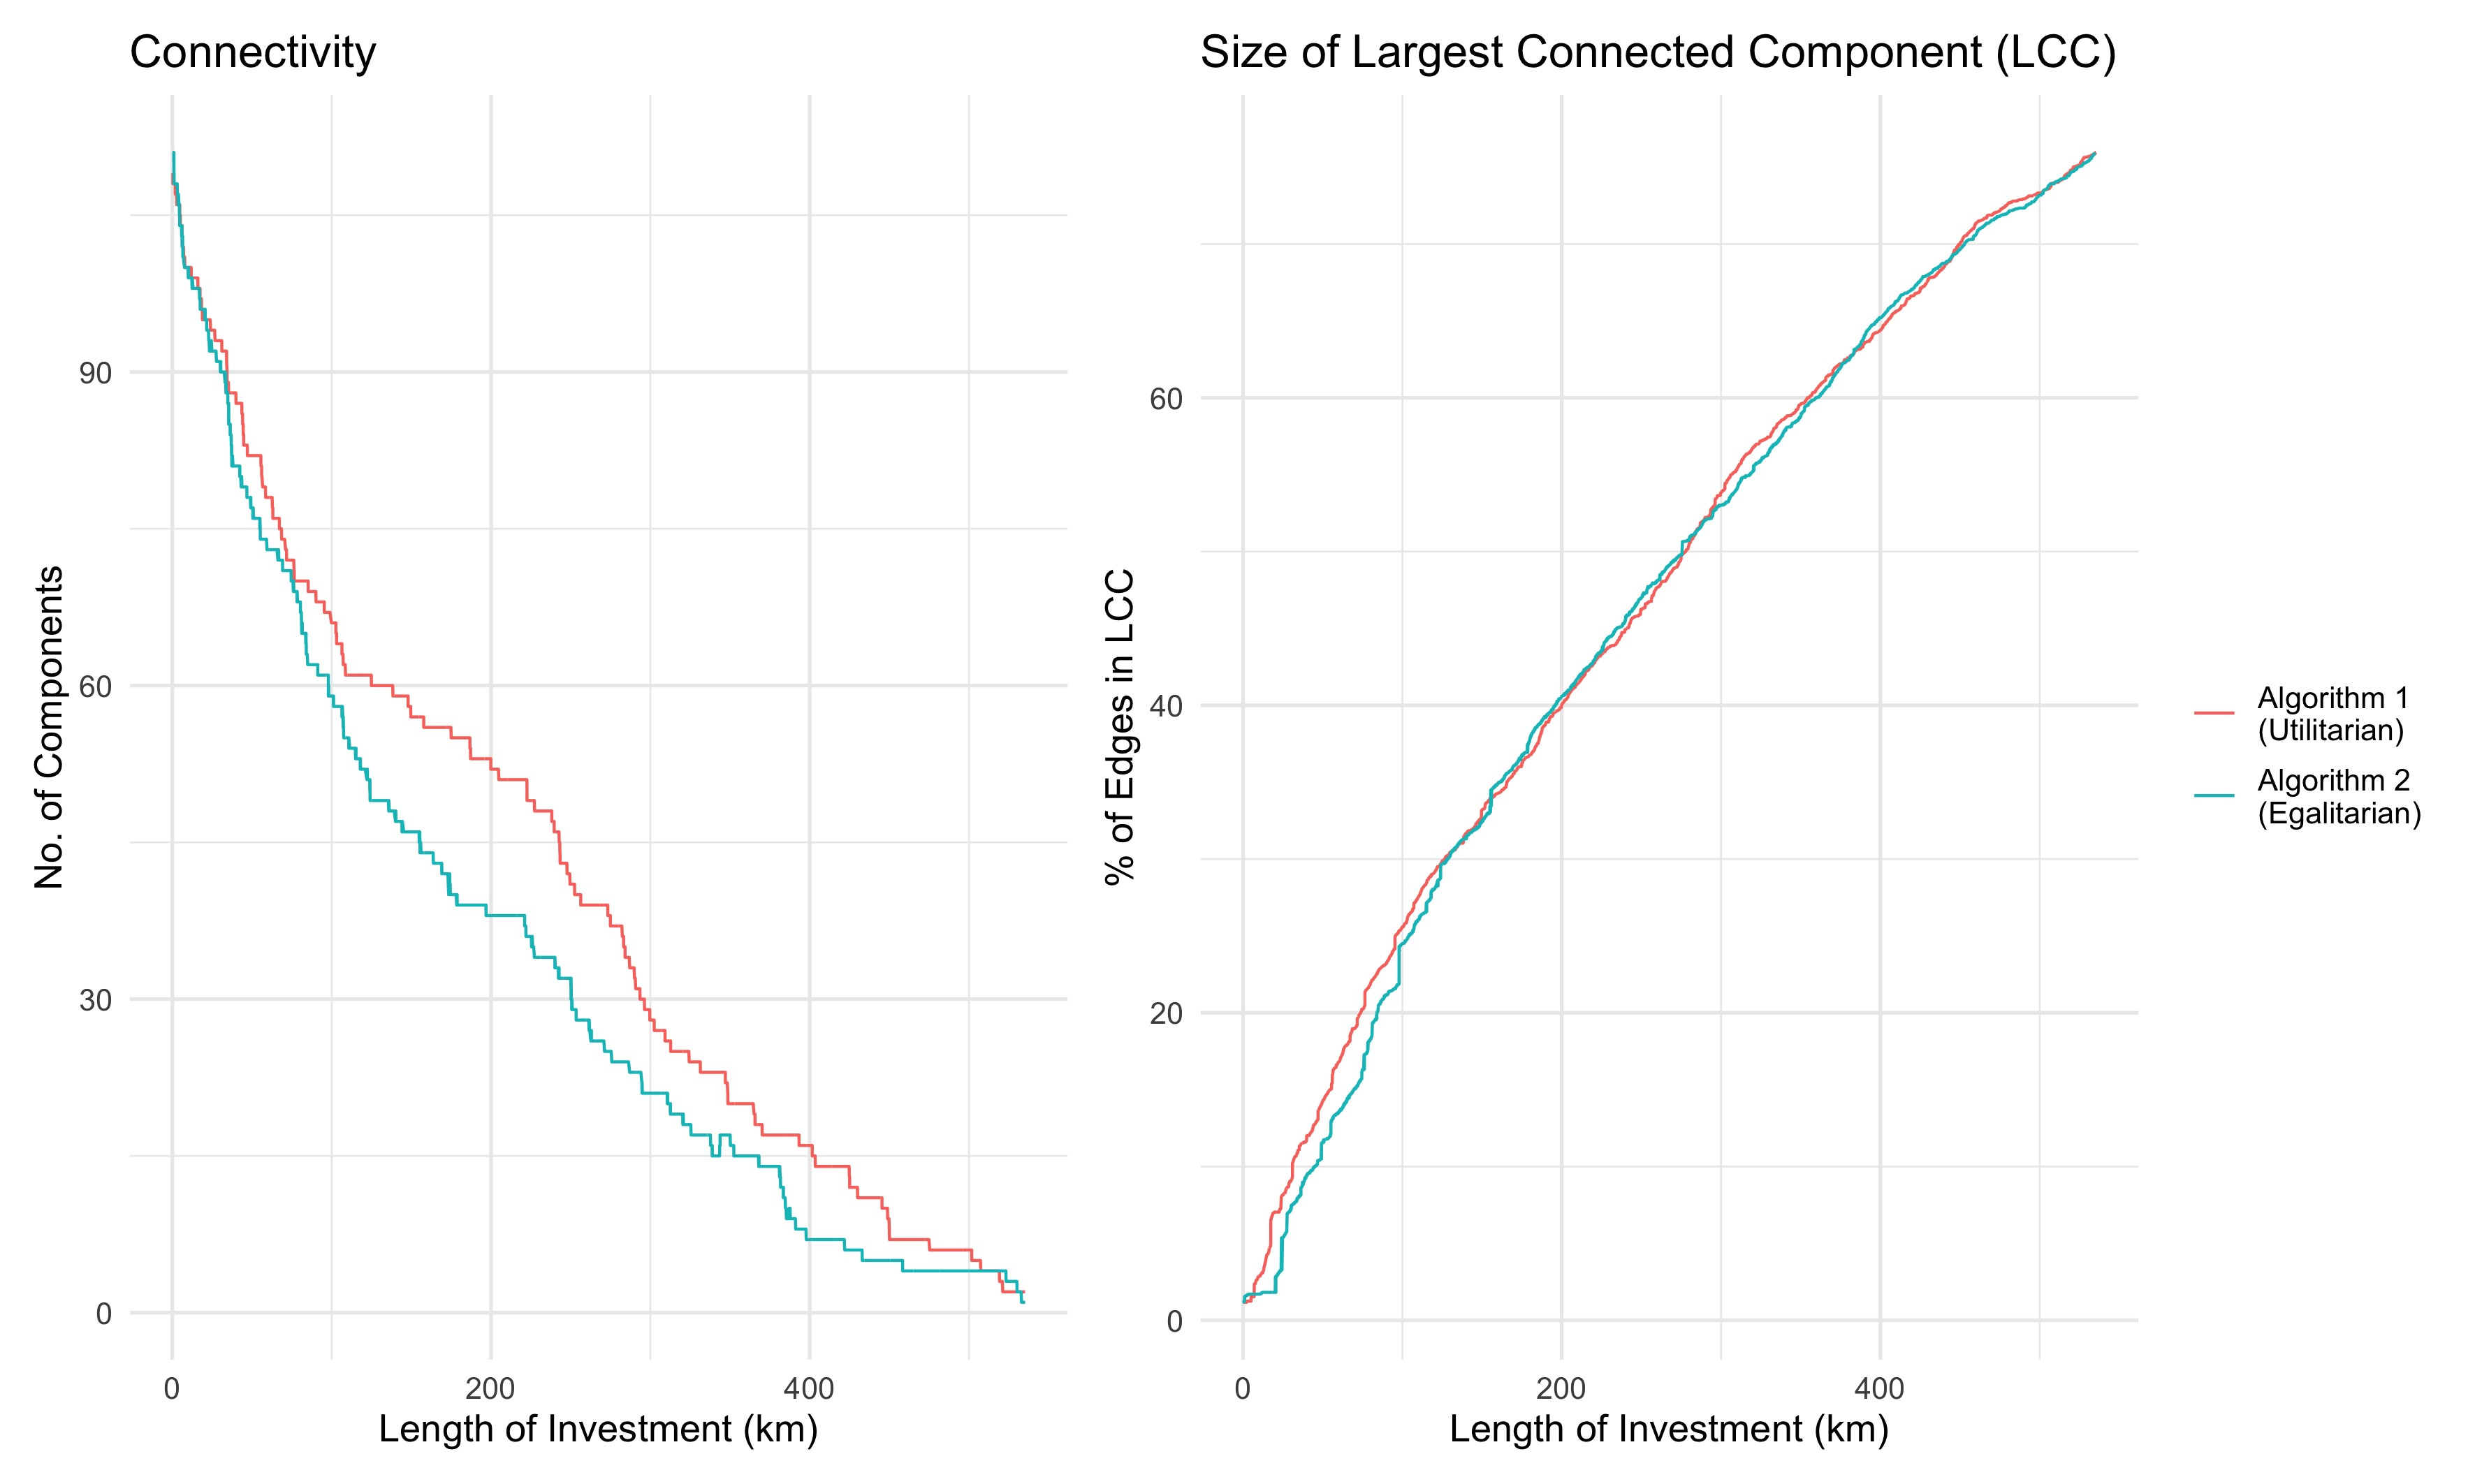 Connectivity
No. of Components
90
60
30
0
0
200
400
Length of Investment (km)
Size of Largest Connected Component (LCC)
% of Edges in LCC
60
40
20
0
0
200
400
Length of Investment (km)
Algorithm 1
(Utilitarian)
Algorithm 2
(Egalitarian)